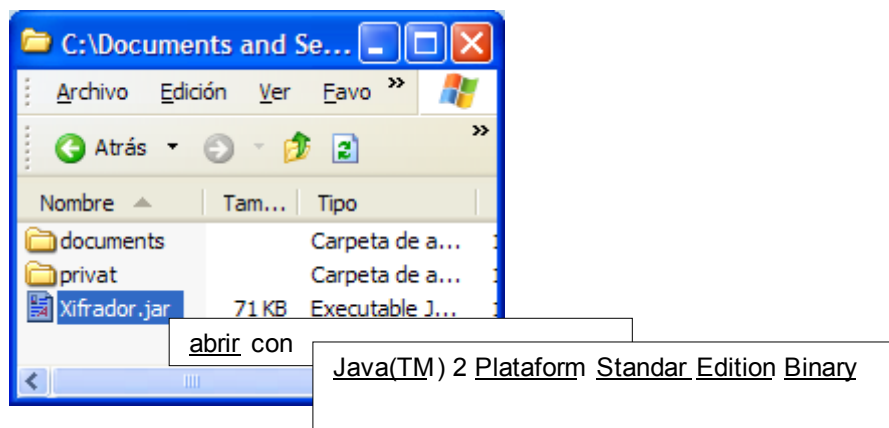 C:\Documents and Se...
Archivo Edición Ver Favo »
Atrás »
Nombre Tam... Tipo
documents Carpeta de a...
privat Carpeta de a...
Xifrador.jar 71 KB Executable J...
abrir con
Java(TM) 2 Plataform Standar Edition Binary